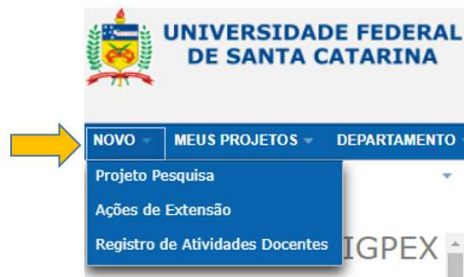 UNIVERSIDADE FEDERAL
DE SANTA CATARINA
NOVO MEUS PROJETOS DEPARTAMENTO
Projeto Pesquisa
Ações de Extensão
Registro de Atividades Docentes
IGPEX